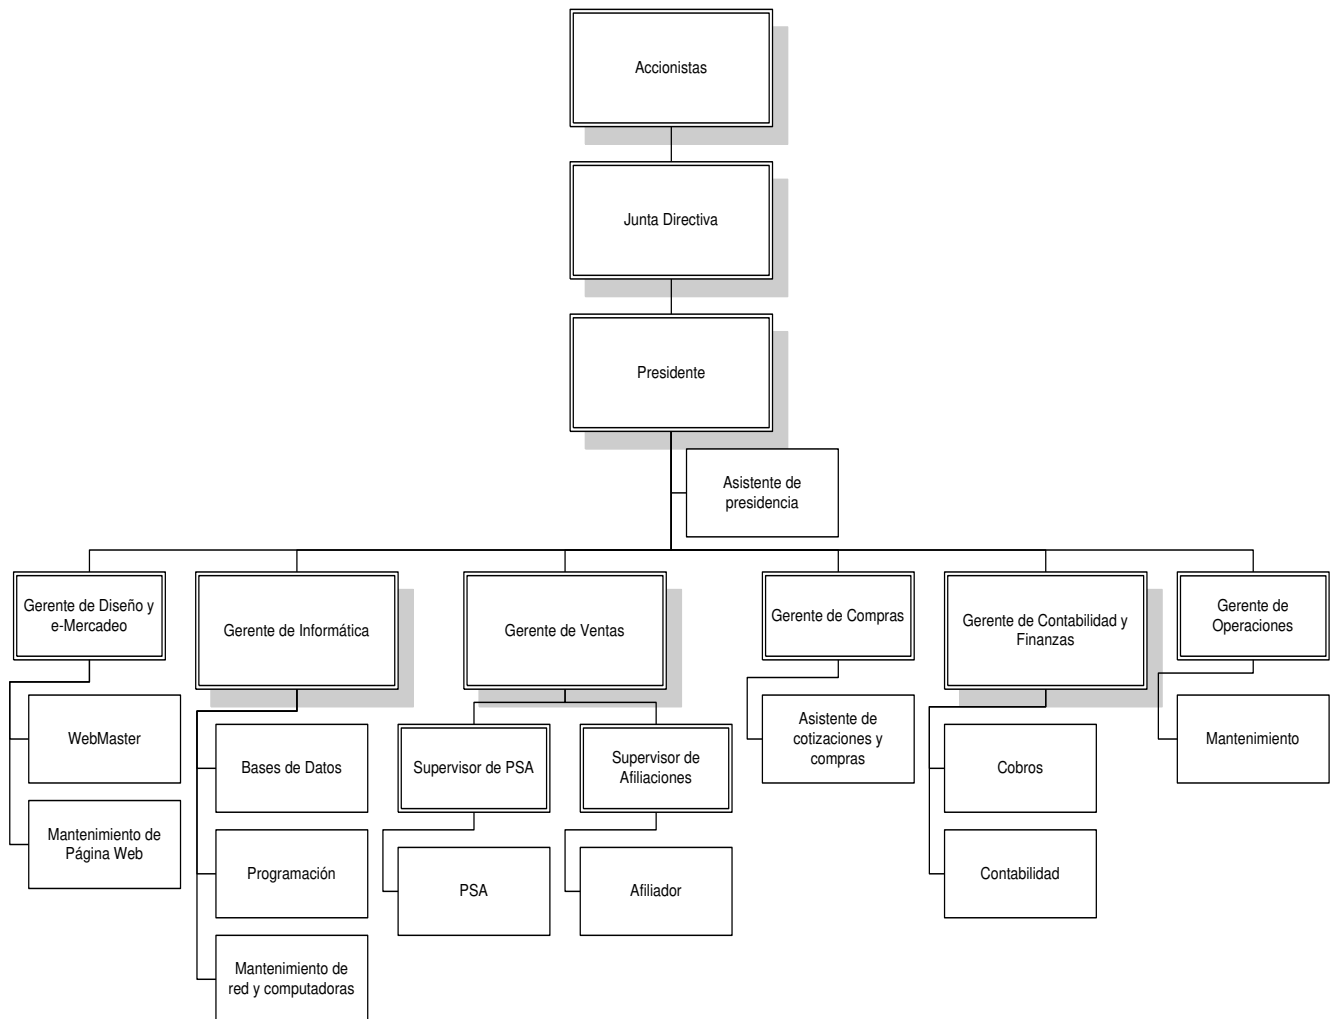 Accionistas
Junta Directiva
Presidente
Asistente de
presidencia
Gerente de Diseño y
e-Mercadeo
Gerente de Informática
Gerente de Ventas
Gerente de Compras
Gerente de Contabilidad y
Finanzas
Gerente de
Operaciones
WebMaster
Mantenimiento de
Página Web
Bases de Datos
Programación
Mantenimiento de
red y computadoras
Supervisor de PSA
PSA
Supervisor de
Afiliaciones
Afiliador
Asistente de
cotizaciones y
compras
Cobros
Contabilidad
Mantenimiento